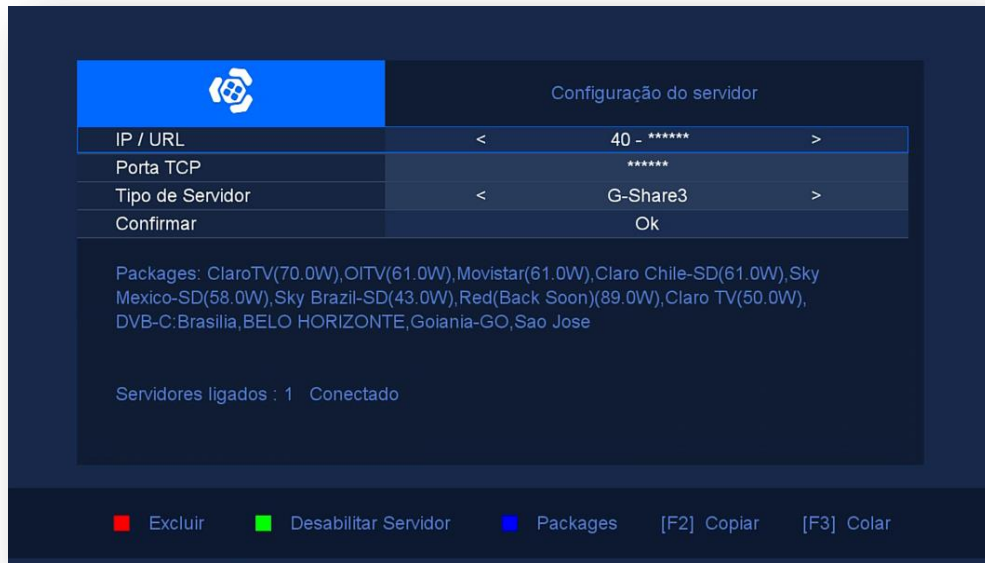 Configuração do servidor
IP / URL < 40 - ****** >
Porta TCP ******
Tipo de Servidor < G-Share3 >
Confirmar Ok
Packages: ClaroTV(70.0W),OITV(61.0W),Movistar(61.0W),Claro Chile-SD(61.0W),Sky
Mexico-SD(58.0W),Sky Brazil-SD(43.0W),Red(Back Soon)(89.0W),Claro TV(50.0W),
DVB-C:Brasilia,BELO HORIZONTE,Goiania-GO,Sao Jose
Servidores ligados : 1 Conectado
Excluir Desabilitar Servidor Packages [F2] Copiar [F3] Colar